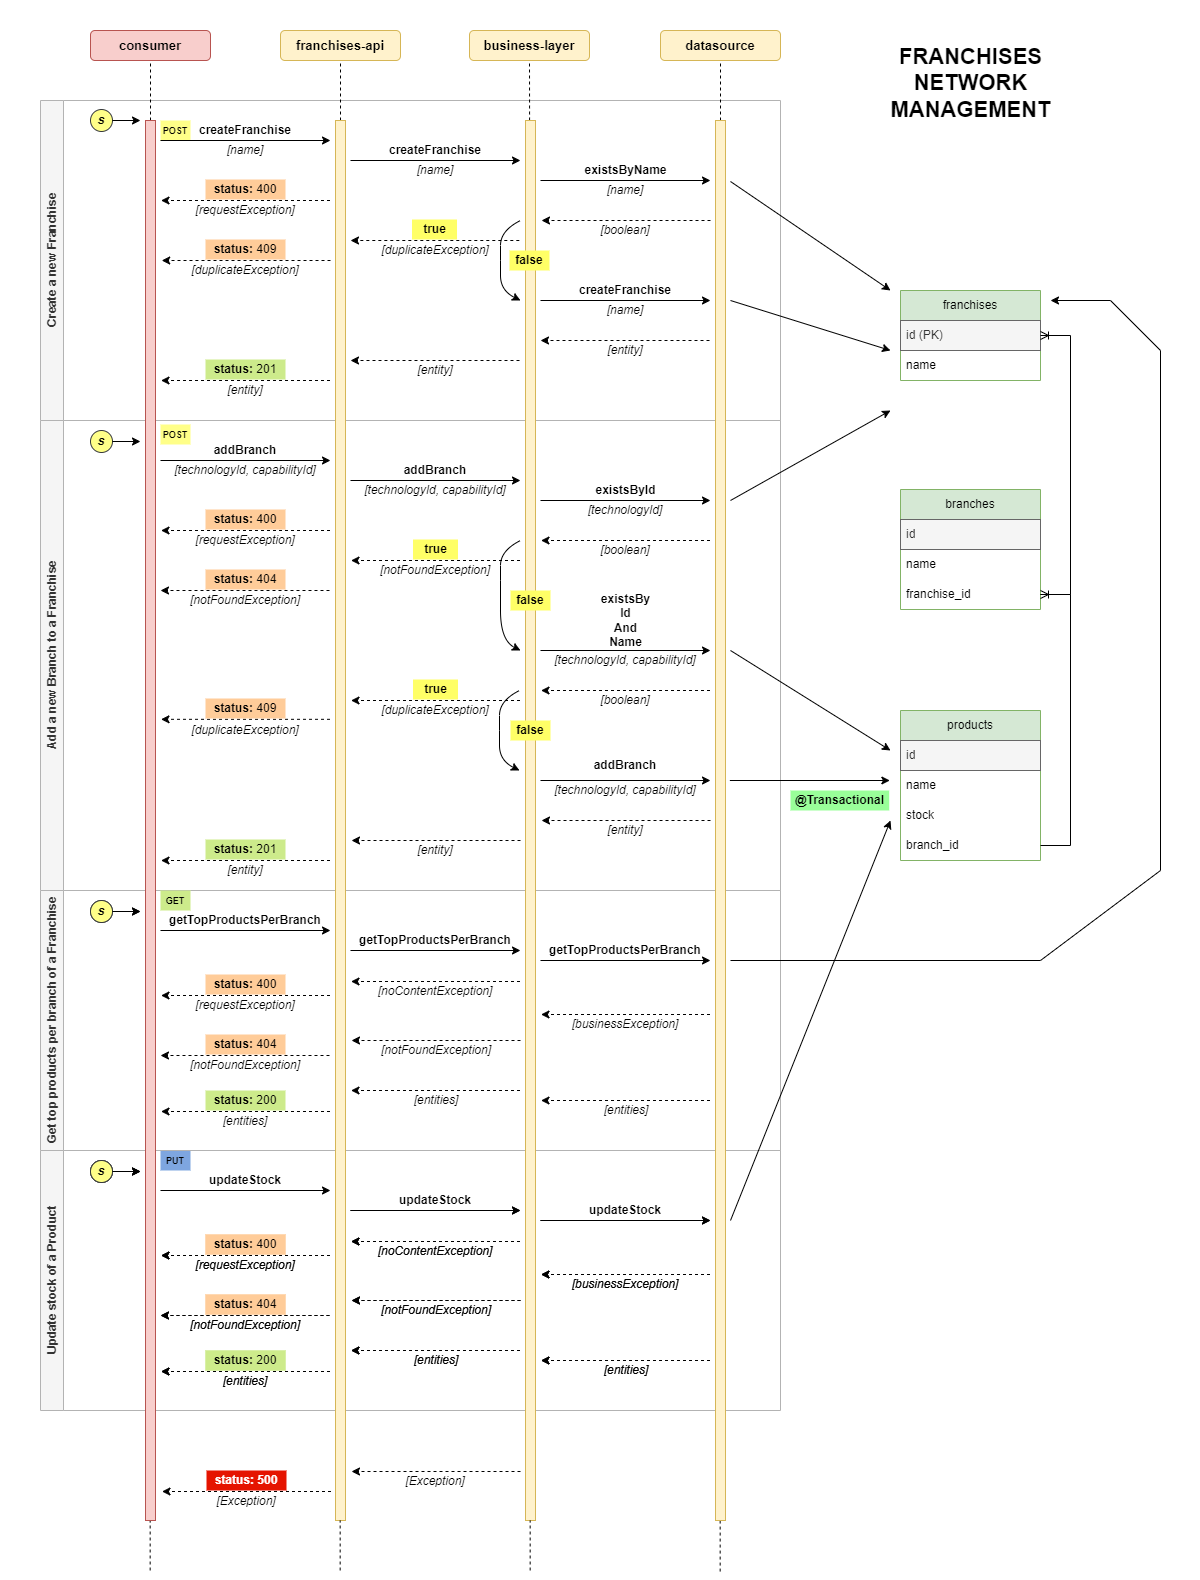 consumer
franchises-api
business-layer
datasource
FRANCHISES
NETWORK
MANAGEMENT
Create a new Franchise
S
POST
createFranchise
[name]
createFranchise
[name]
existsByName
[name]
status: 400
[requestException]
[boolean]
true
[duplicateException]
status: 409
[duplicateException]
false
createFranchise
[name]
[entity]
[entity]
status: 201
[entity]
franchises
id (PK)
name
Add a new Branch to a Franchise
S
POST
addBranch
[technologyId, capabilityId]
addBranch
[technologyId, capabilityId]
existsById
[technologyId]
status: 400
[requestException]
[boolean]
true
[notFoundException]
status: 404
[notFoundException]
false
existsBy
Id
And
Name
[technologyId, capabilityId]
[boolean]
true
[duplicateException]
status: 409
[duplicateException]
false
addBranch
[technologyId, capabilityId]
@Transactional
[entity]
[entity]
status: 201
[entity]
branches
id
name
franchise_id
products
id
name
stock
branch_id
Get top products per branch of a Franchise
S
GET
getTopProductsPerBranch
getTopProductsPerBranch
getTopProductsPerBranch
status: 400
[requestException]
[noContentException]
[businessException]
status: 404
[notFoundException]
[notFoundException]
status: 200
[entities]
[entities]
[entities]
Update stock of a Product
S
PUT
updateStock
updateStock
updateStock
status: 400
[requestException]
[noContentException]
[businessException]
status: 404
[notFoundException]
[notFoundException]
status: 200
[entities]
[entities]
[entities]
status: 500
[Exception]
[Exception]